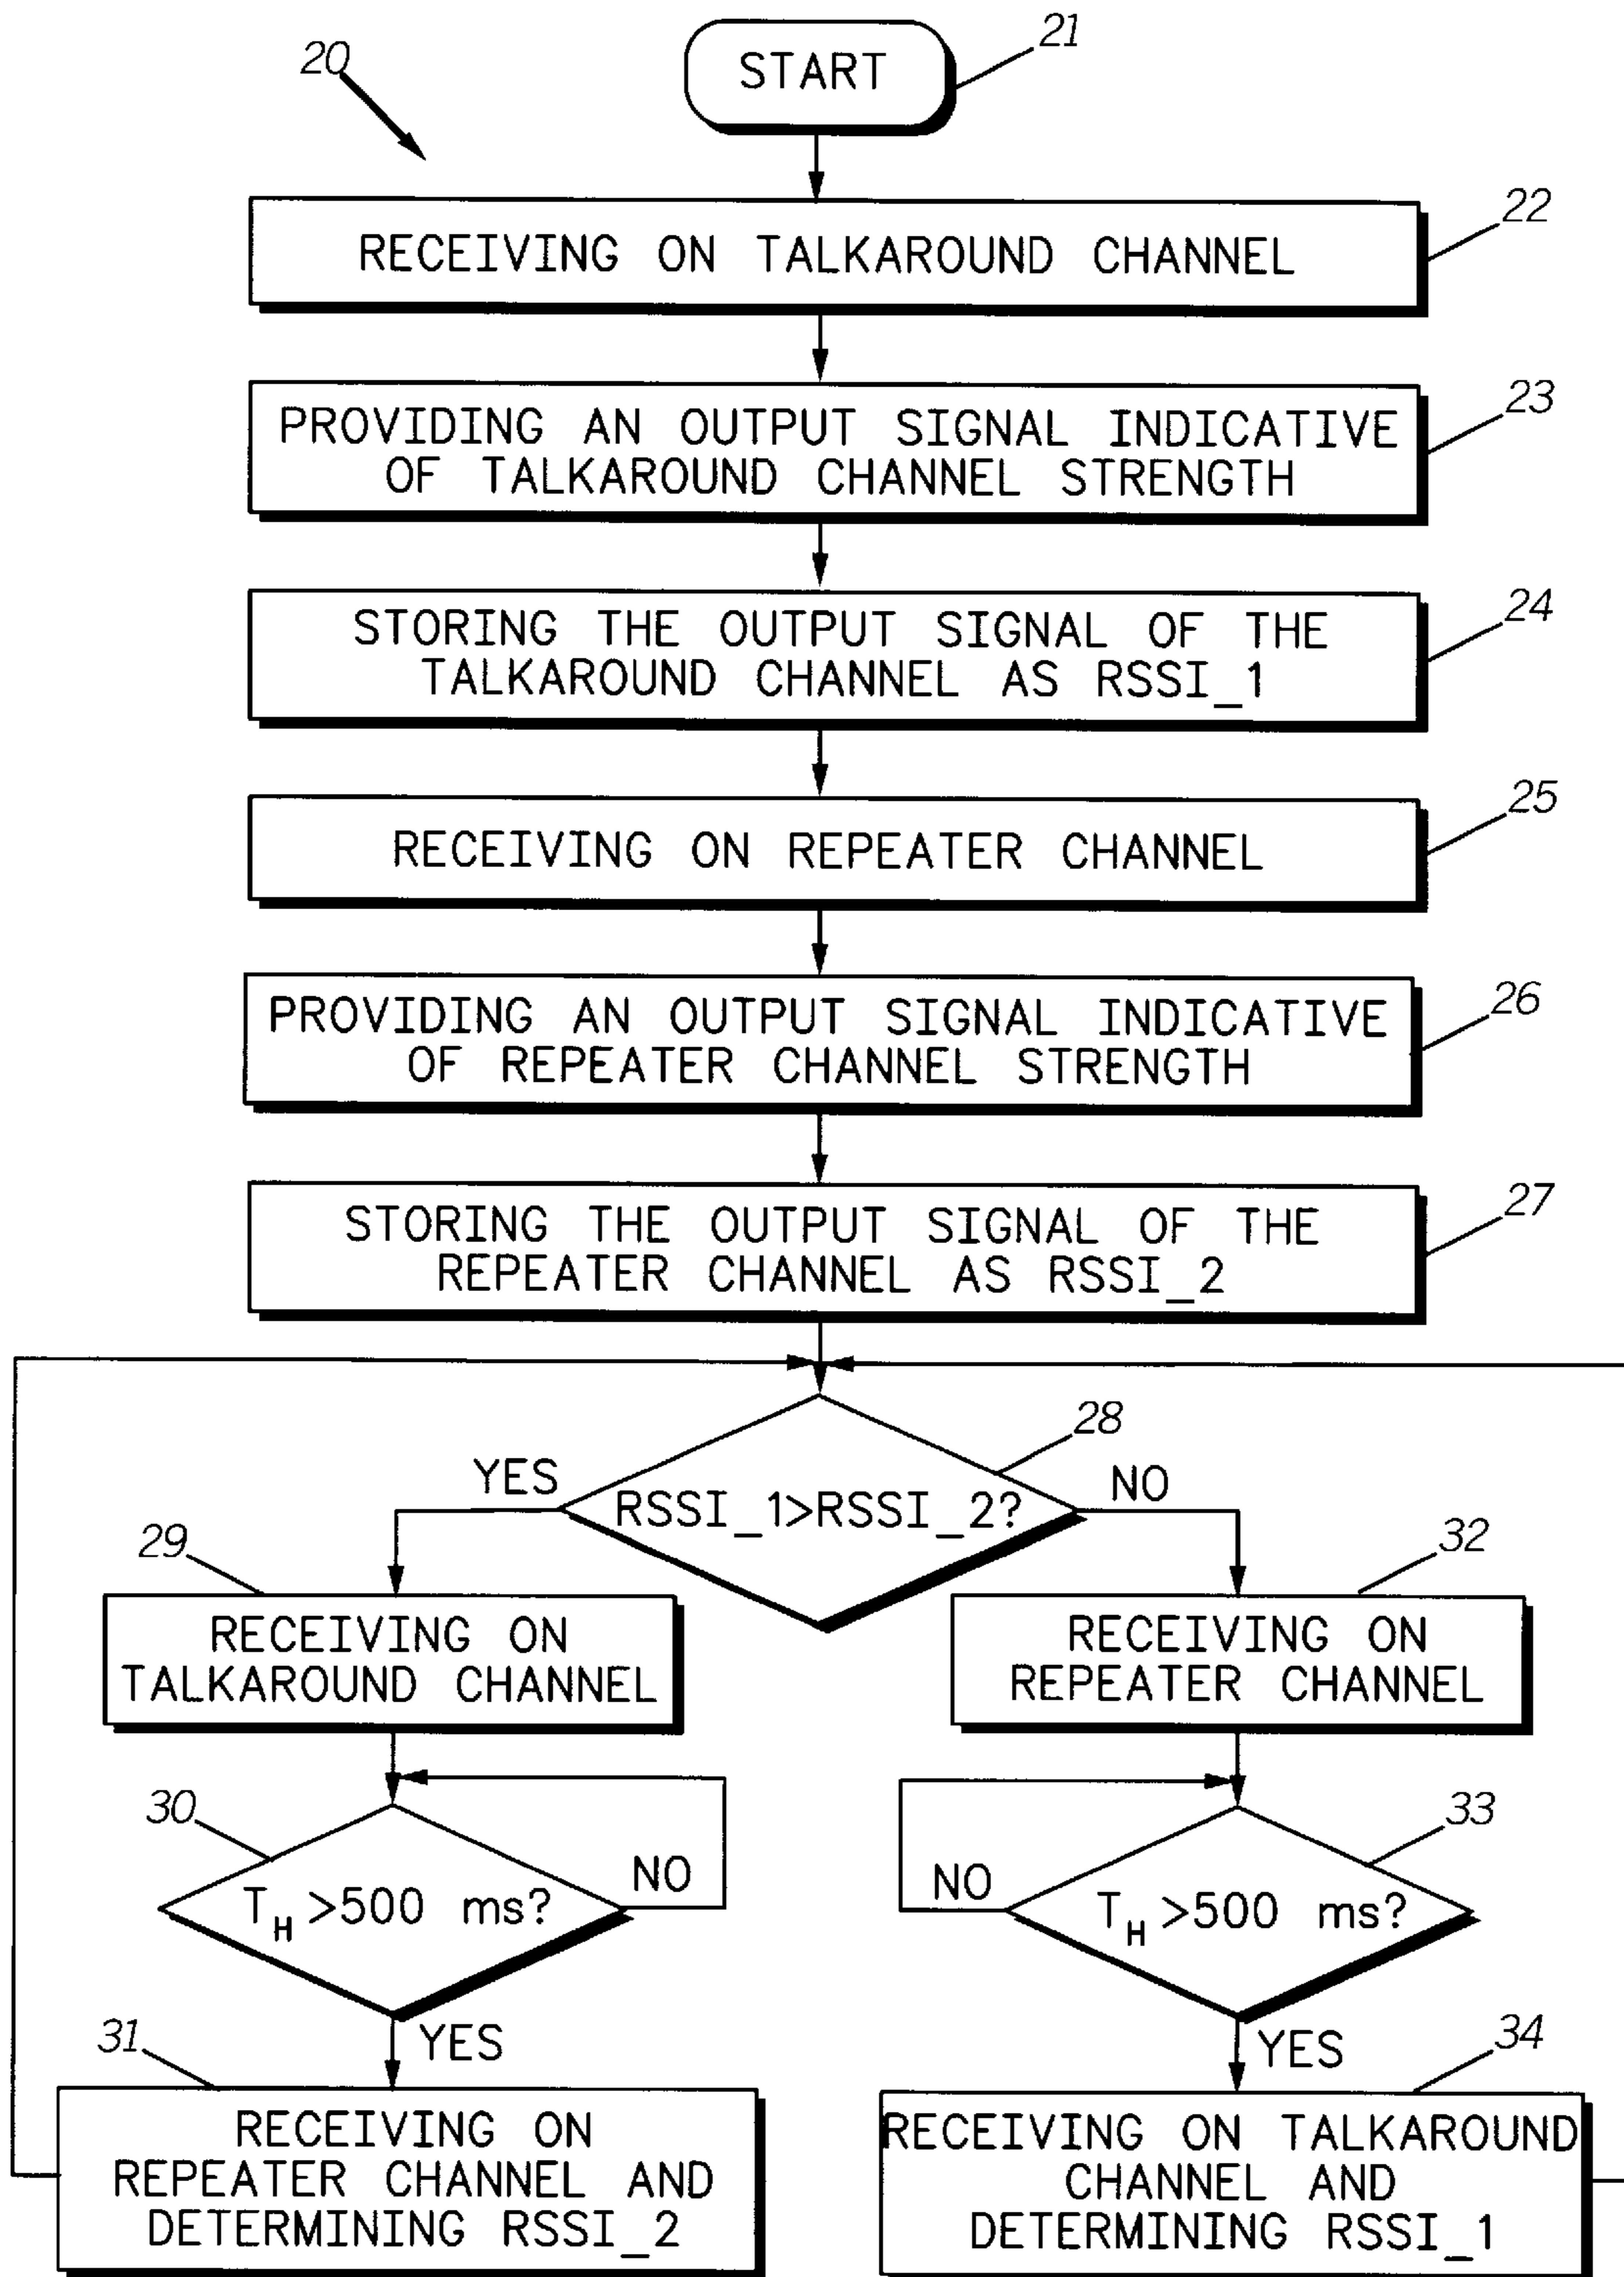 20
START
21
RECEIVING ON TALKAROUND CHANNEL
22
PROVIDING AN OUTPUT SIGNAL INDICATIVE
OF TALKAROUND CHANNEL STRENGTH
23
STORING THE OUTPUT SIGNAL OF THE
TALKAROUND CHANNEL AS RSSI_1
24
RECEIVING ON REPEATER CHANNEL
25
PROVIDING AN OUTPUT SIGNAL INDICATIVE
OF REPEATER CHANNEL STRENGTH
26
STORING THE OUTPUT SIGNAL OF THE
REPEATER CHANNEL AS RSSI_2
27
28
YES
RSSI_1>RSSI_2?
NO
29
RECEIVING ON
TALKAROUND CHANNEL
30
T_H >500 ms?
NO
YES
31
RECEIVING ON
REPEATER CHANNEL AND
DETERMINING RSSI_2
32
RECEIVING ON
REPEATER CHANNEL
33
NO
T_H >500 ms?
YES
34
RECEIVING ON TALKAROUND
CHANNEL AND
DETERMINING RSSI_1